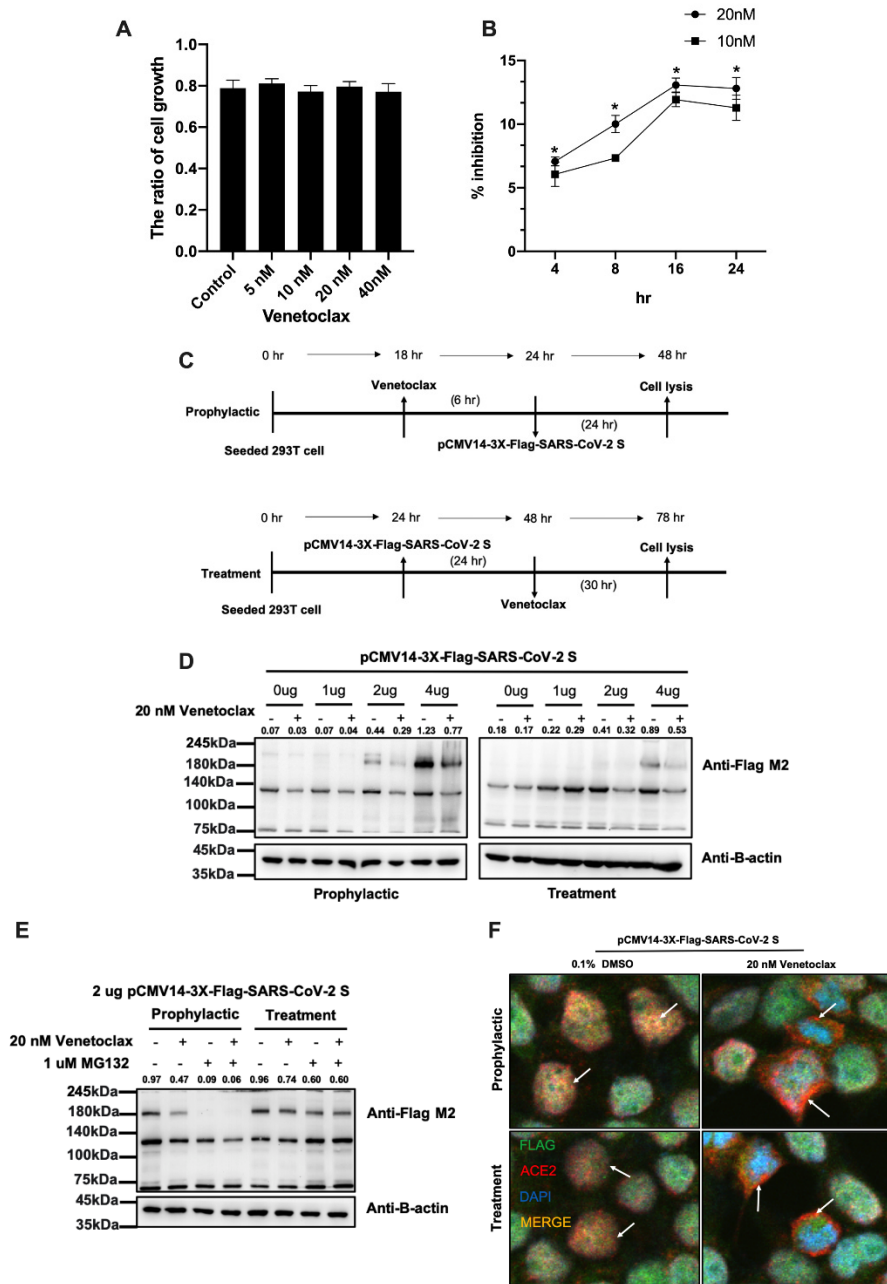 A
The ratio of cell growth
1.0
0.8
0.6
0.4
0.2
0.0
Control
5 nM
10 nM
20 nM
40nM
Venetoclax
B
20nM
10nM
% inhibition
15
10
5
0
* * * *
4 8 16 24
hr
C
0 hr 18 hr 24 hr 48 hr
Venetoclax Cell lysis
(6 hr)
Prophylactic
(24 hr)
Seeded 293T cell pCMV14-3X-Flag-SARS-CoV-2 S
0 hr 24 hr 48 hr 78 hr
pCMV14-3X-Flag-SARS-CoV-2 S Cell lysis
(24 hr)
Treatment
(30 hr)
Seeded 293T cell Venetoclax
D
pCMV14-3X-Flag-SARS-CoV-2 S
0ug 1ug 2ug 4ug 0ug 1ug 2ug 4ug
20 nM Venetoclax - + - + - + - + - + - + - + - +
0.07 0.03 0.07 0.04 0.44 0.29 1.23 0.77 0.18 0.17 0.22 0.29 0.41 0.32 0.89 0.53
245kDa
180kDa
140kDa
100kDa
75kDa
45kDa
35kDa
Anti-Flag M2
Anti-B-actin
Prophylactic Treatment
E
2 ug pCMV14-3X-Flag-SARS-CoV-2 S
Prophylactic Treatment
20 nM Venetoclax - + - + - + - +
1 uM MG132 - - + + - - + +
0.97 0.47 0.09 0.06 0.96 0.74 0.60 0.60
245kDa
180kDa
140kDa
100kDa
75kDa
45kDa
35kDa
Anti-Flag M2
Anti-B-actin
F
pCMV14-3X-Flag-SARS-CoV-2 S
0.1% DMSO 20 nM Venetoclax
Prophylactic
Treatment
FLAG
ACE2
DAPI
MERGE